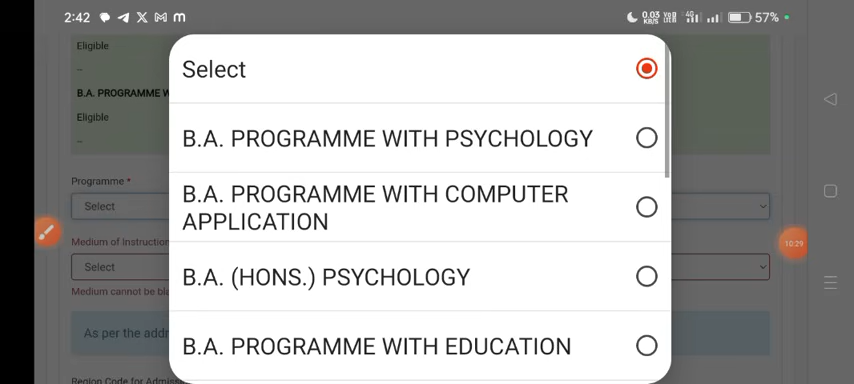 2:42
0.03 KB/S
4G
57%
Eligible
--
B.A. PROGRAMME W
Eligible
--
Programme *
Select
Medium of Instruction
Select
Medium cannot be bla
As per the addr
Region Code for Admiss
Select
B.A. PROGRAMME WITH PSYCHOLOGY
B.A. PROGRAMME WITH COMPUTER
APPLICATION
B.A. (HONS.) PSYCHOLOGY
B.A. PROGRAMME WITH EDUCATION
10:29